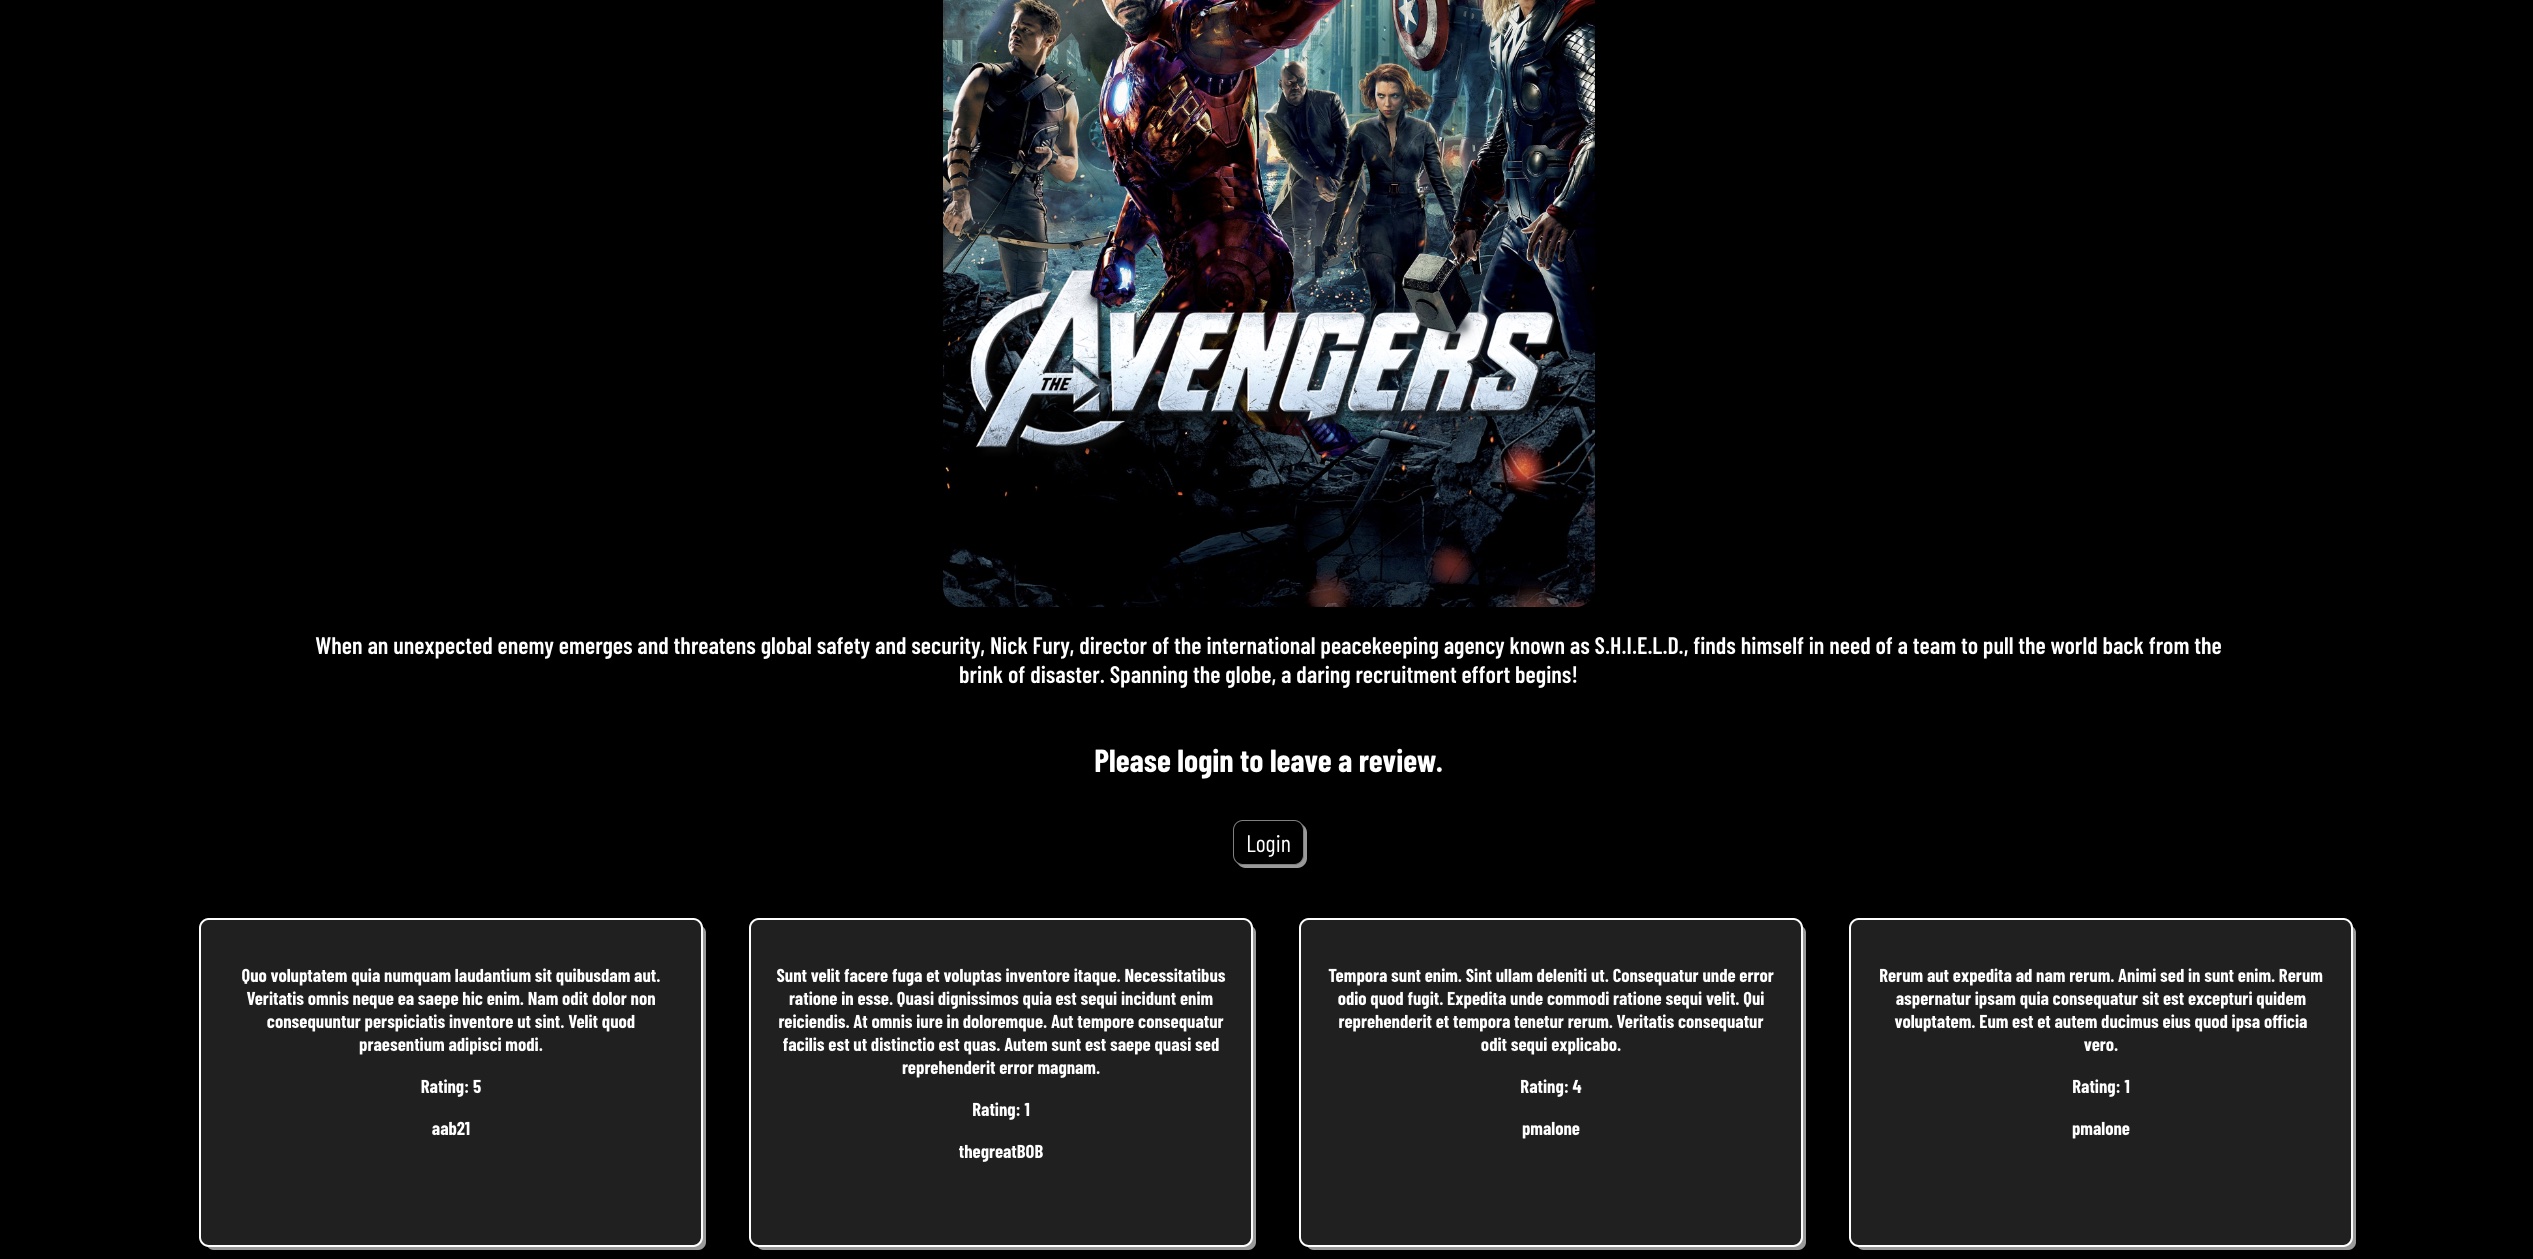 THE AVENGERS
When an unexpected enemy emerges and threatens global safety and security, Nick Fury, director of the international peacekeeping agency known as S.H.I.E.L.D., finds himself in need of a team to pull the world back from the
brink of disaster. Spanning the globe, a daring recruitment effort begins!
Please login to leave a review.
Login
Quo voluptatem quia numquam laudantium sit quibusdam aut.
Veritatis omnis neque ea saepe hic enim. Nam odit dolor non
consequuntur perspiciatis inventore ut sint. Velit quod
praesentium adipisci modi.
Rating: 5
aab21
Sunt velit facere fuga et voluptas inventore itaque. Necessitatibus
ratione in esse. Quasi dignissimos quia est sequi incidunt enim
reiciendis. At omnis iure in doloremque. Aut tempore consequatur
facilis est ut distinctio est quas. Autem sunt est saepe quasi sed
reprehenderit error magnam.
Rating: 1
thegreatBOB
Tempora sunt enim. Sint ullam deleniti ut. Consequatur unde error
odio quod fugit. Expedita unde commodi ratione sequi velit. Qui
reprehenderit et tempora tenetur rerum. Veritatis consequatur
odit sequi explicabo.
Rating: 4
pmalone
Rerum aut expedita ad nam rerum. Animi sed in sunt enim. Rerum
aspernatur ipsam quia consequatur sit est excepturi quidem
voluptatem. Eum est et autem ducimus eius quod ipsa officia
vero.
Rating: 1
pmalone